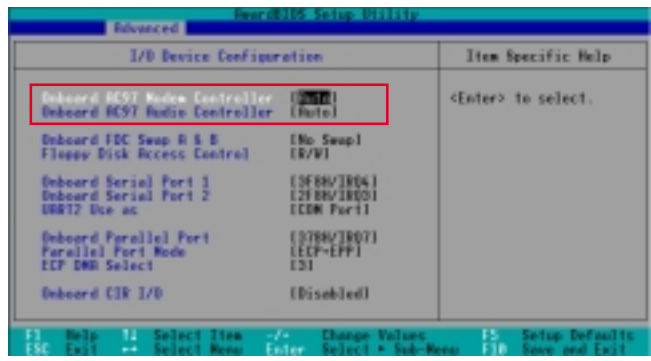 AwardBIOS Setup Utility
Advanced
I/O Device Configuration
Item Specific Help
Onboard AC97 Modem Controller [Auto]
Onboard AC97 Audio Controller [Auto]
<Enter> to select.
Onboard FDC Swap A & B [No Swap]
Floppy Disk Access Control [R/W]
Onboard Serial Port 1 [3F8H/IRQ4]
Onboard Serial Port 2 [2F8H/IRQ3]
UART2 Use as [COM Port]
Onboard Parallel Port [378H/IRQ7]
Parallel Port Mode [ECP+EPP]
ECP DMA Select [3]
Onboard CIR I/O [Disabled]
F1 Help ↑↓ Select Item -/+ Change Values F5 Setup Defaults
ESC Exit ↔ Select Menu Enter Select ▸ Sub-Menu F10 Save and Exit